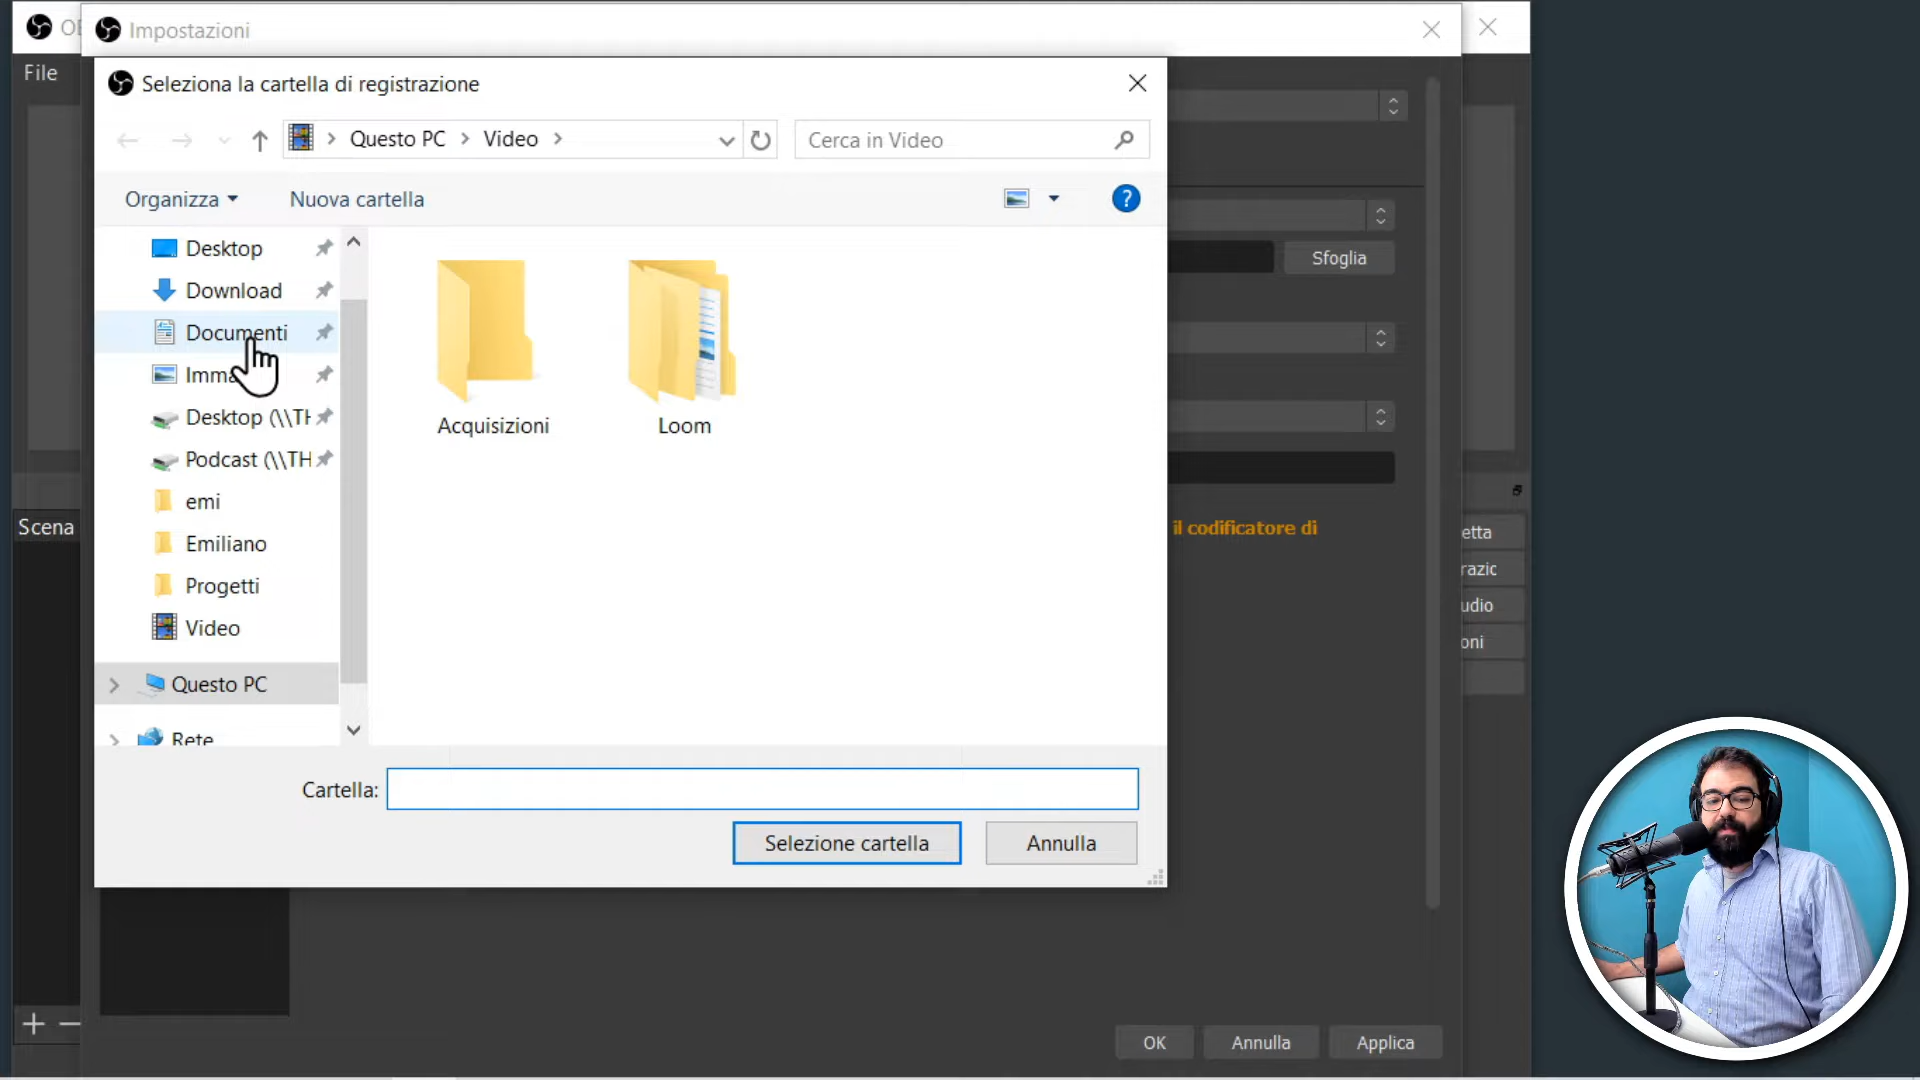 Impostazioni
File
Seleziona la cartella di registrazione
Questo PC
Video
Cerca in Video
Organizza
Nuova cartella
Desktop
Download
Documenti
Desktop (\\TH
Podcast (\\TH
emi
Emiliano
Progetti
Video
Questo PC
Rete
Acquisizioni
Loom
Sfoglia
il codificatore di
Scena
etta
razic
udio
oni
Cartella:
Selezione cartella
Annulla
OK
Annulla
Applica